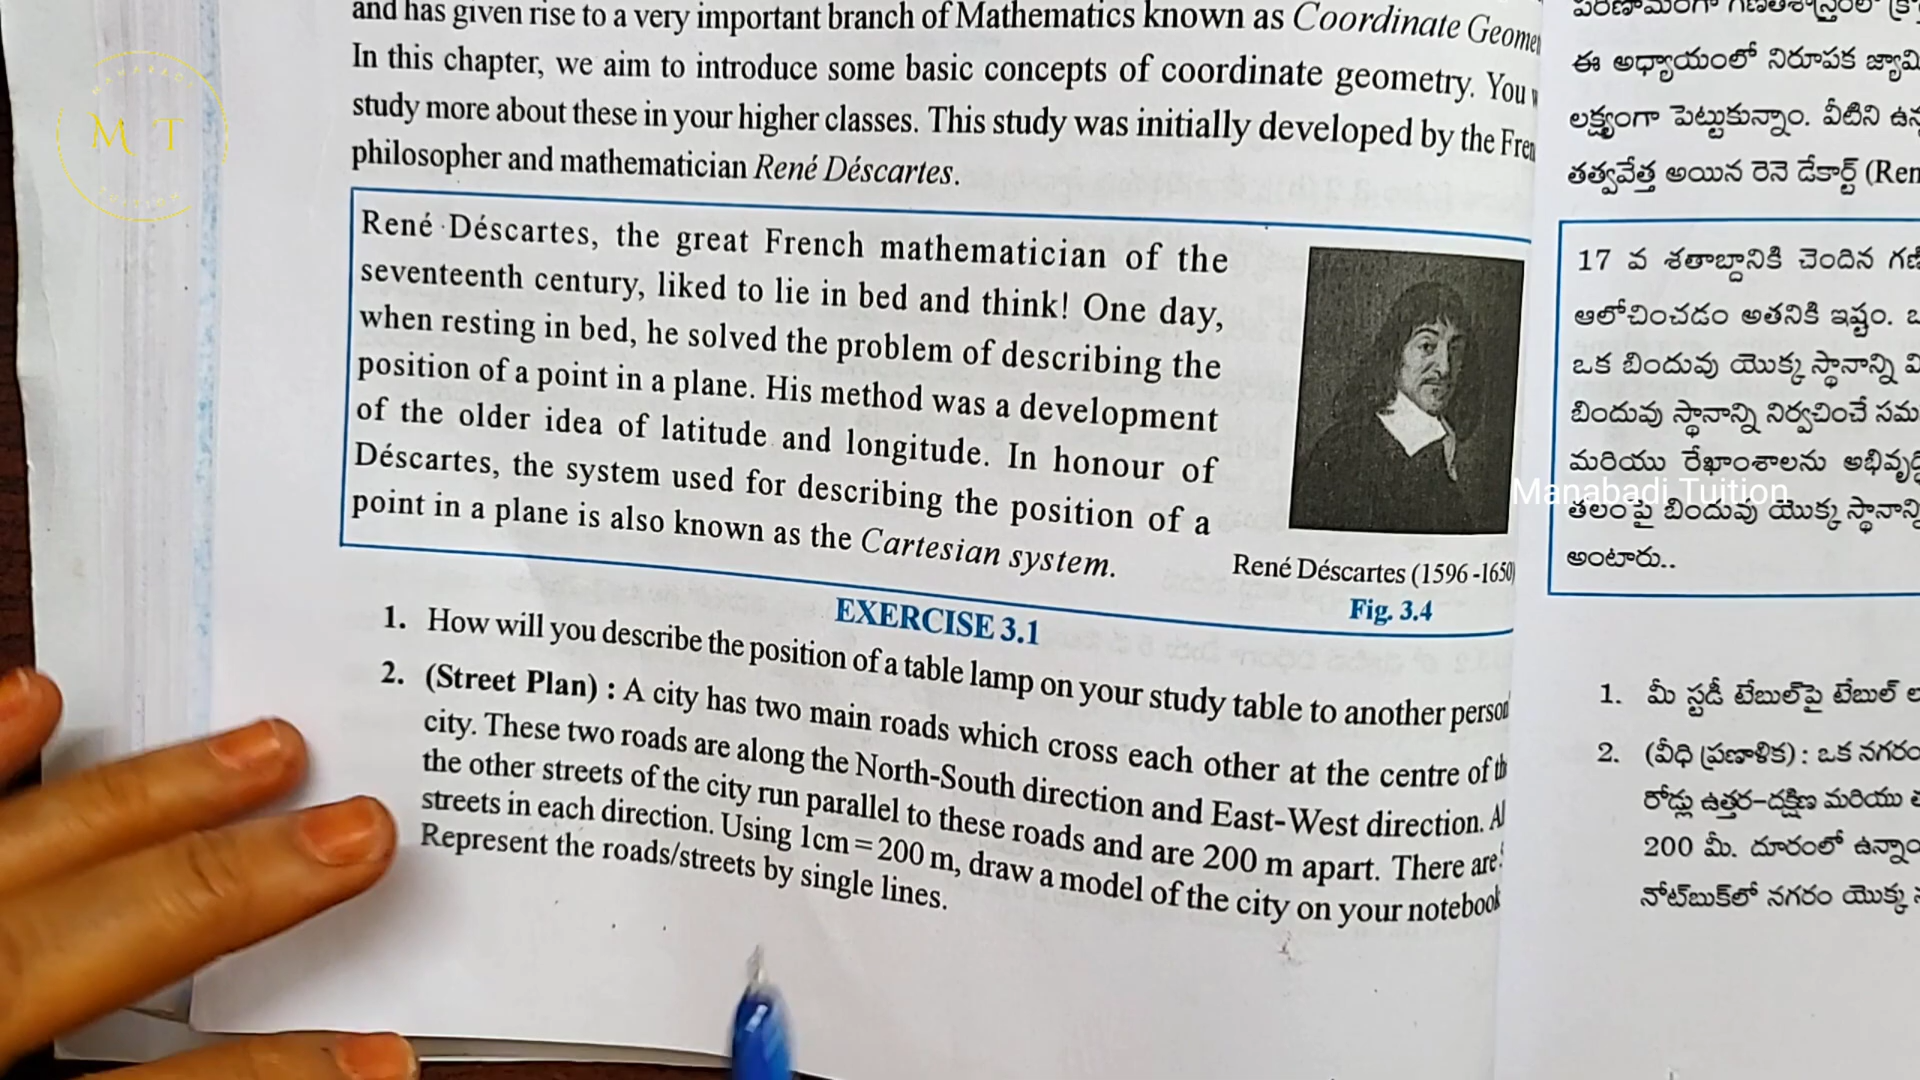 and has given rise to a very important branch of Mathematics known as Coordinate
In this chapter, we aim to introduce some basic concepts of coordinate geometry. You
study more about these in your higher classes. This study was initially developed by the
philosopher and mathematician René Déscartes.
René Déscartes, the great French mathematician of the
seventeenth century, liked to lie in bed and think! One day,
when resting in bed, he solved the problem of describing the
position of a point in a plane. His method was a development
of the older idea of latitude and longitude. In honour of
Déscartes, the system used for describing the position of a
point in a plane is also known as the Cartesian system.
René Déscartes (1596 -1650)
Fig. 3.4
EXERCISE 3.1
1. How will you describe the position of a table lamp on your study table to another person
2. (Street Plan) : A city has two main roads which cross each other at the centre of
city. These two roads are along the North-South direction and East-West direction.
the other streets of the city run parallel to these roads and are 200 m apart. There are
streets in each direction. Using 1cm = 200 m, draw a model of the city on your notebook
Represent the roads/streets by single lines.
ఈ అధ్యాయంలో నిరూపక
లక్ష్యంగా పెట్టుకున్నాం. వీటిని
తత్వవేత్త అయిన రెనె డేకార్ట్
17 వ శతాబ్దానికి చెందిన
ఆలోచించడం అతనికి ఇష్టం.
ఒక బిందువు యొక్క స్థానాన్ని
బిందువు స్థానాన్ని నిర్వచించే
మరియు రేఖాంశాలను
తలంపై బిందువు యొక్క స్థానాన్ని
అంటారు..
1. మీ స్టడీ టేబుల్‌పై టేబుల్
2. (వీధి ప్రణాళిక) : ఒక నగరం
రోడ్లు ఉత్తర-దక్షిణ మరియు
200 మీ. దూరంలో
నోట్‌బుక్‌లో నగరం యొక్క
M T
Manabadi Tuition